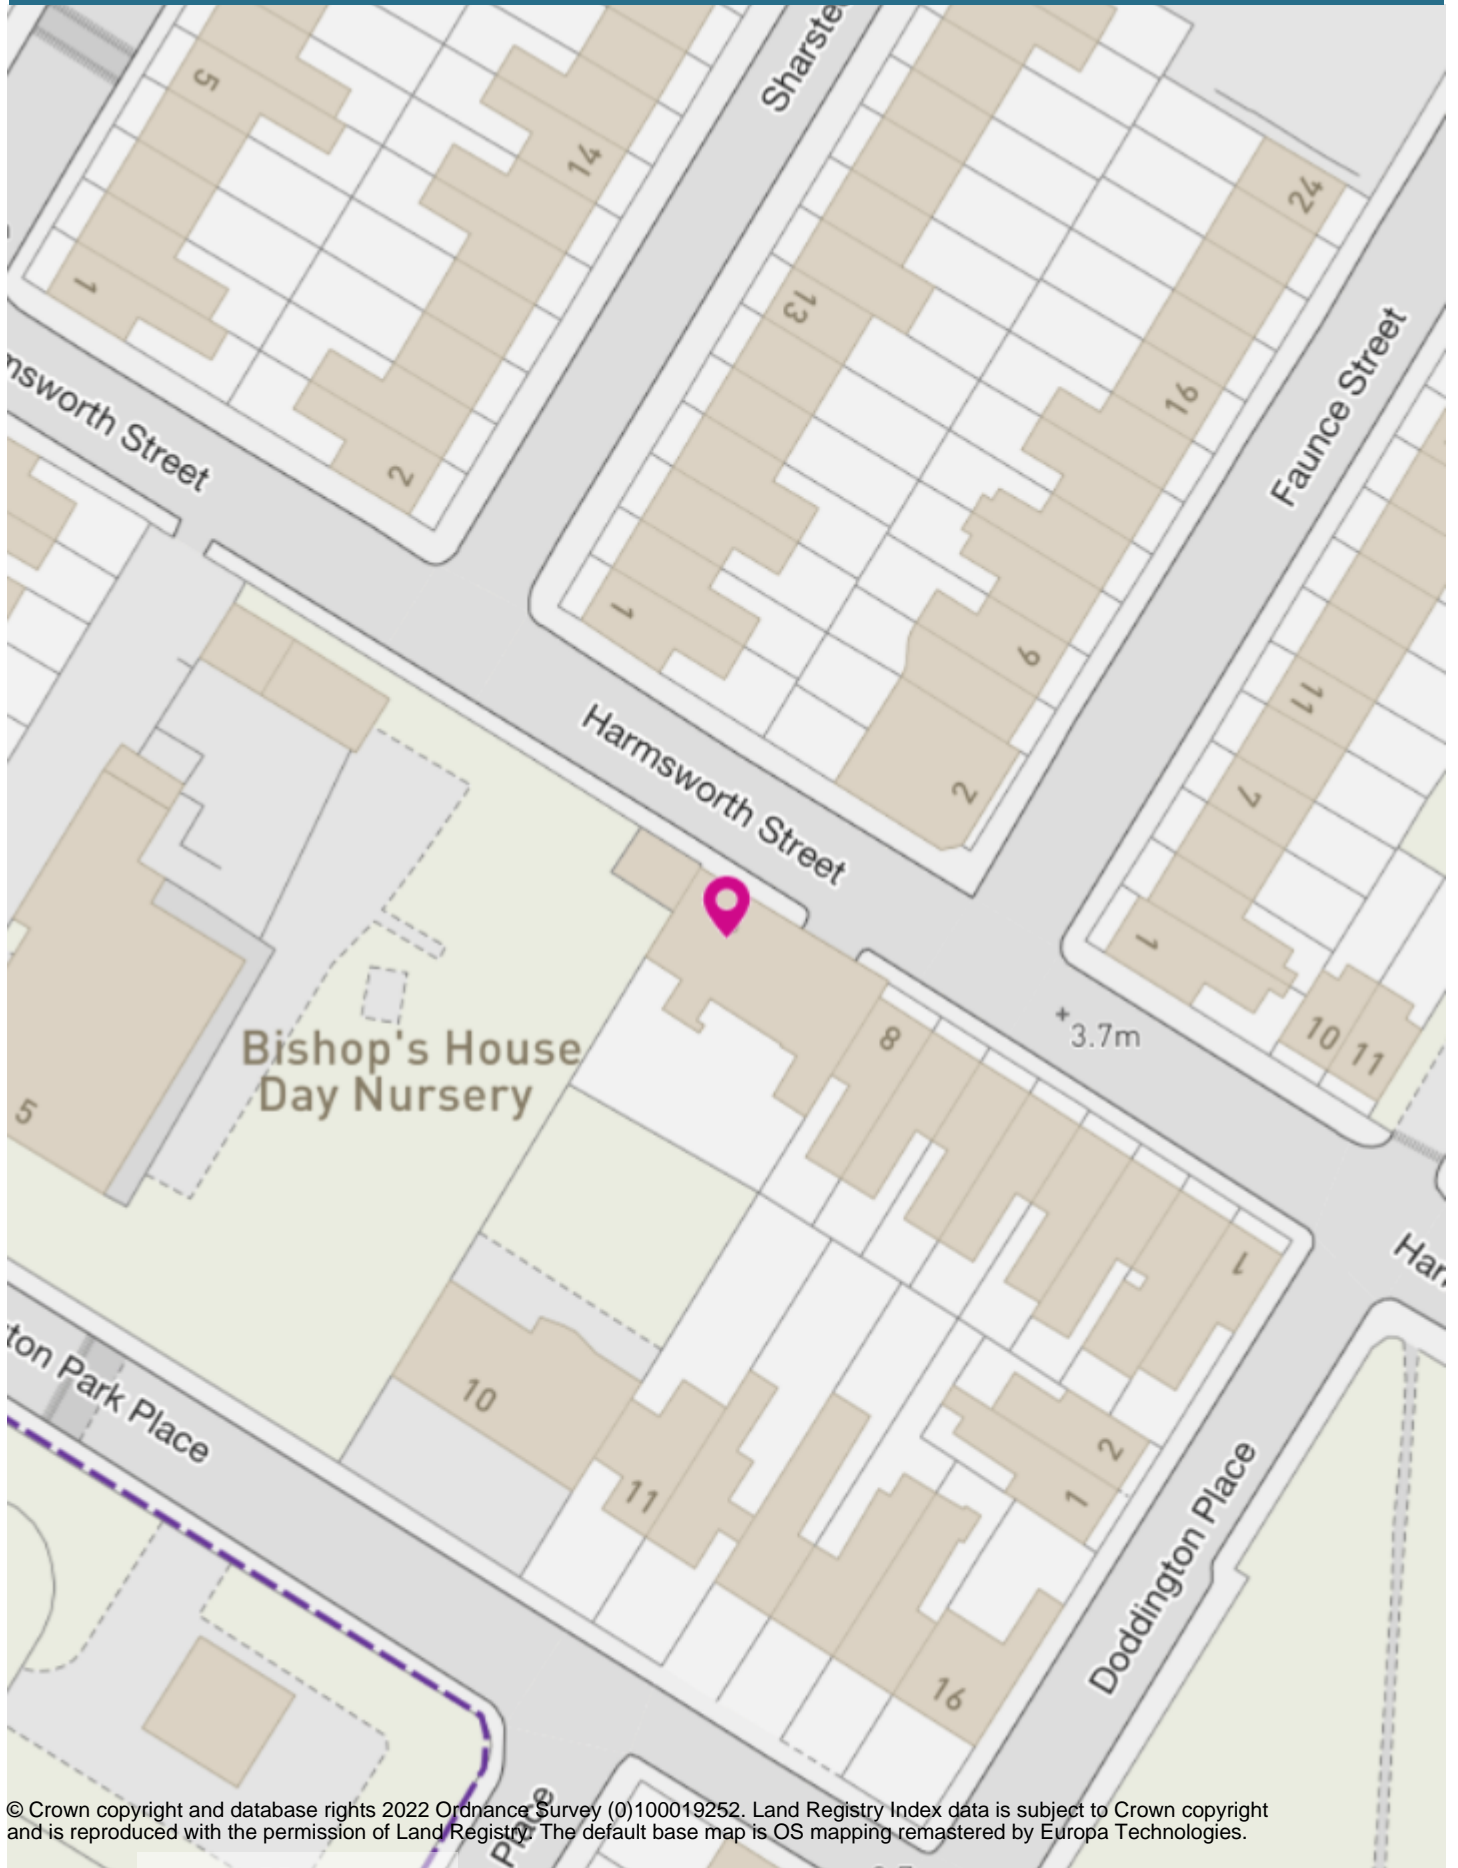 Sharste
5
14
24
1
13
Faunce Street
16
msworth Street
2
1
9
11
Harmsworth Street
2
7
1
3.7m
10
11
8
Bishop's House
Day Nursery
5
1
Har
ton Park Place
10
2
11
1
Doddington Place
16
Place
© Crown copyright and database rights 2022 Ordnance Survey (0)100019252. Land Registry Index data is subject to Crown copyright
and is reproduced with the permission of Land Registry. The default base map is OS mapping remastered by Europa Technologies.